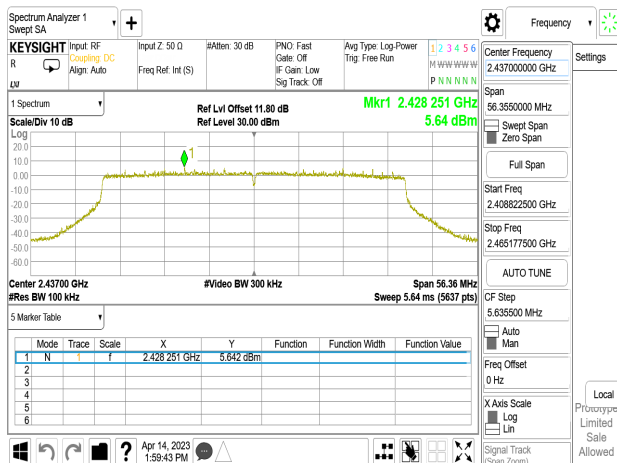 Spectrum Analyzer 1
Swept SA
Frequency
KEYSIGHT
R
Input: RF
Coupling: DC
Align: Auto
Input Z: 50 Ω
Freq Ref: Int (S)
#Atten: 30 dB
PNO: Fast
Gate: Off
IF Gain: Low
Sig Track: Off
Avg Type: Log-Power
Trig: Free Run
1 2 3 4 5 6
M W W W W W
P N N N N N
1 Spectrum
Scale/Div 10 dB
Ref Lvl Offset 11.80 dB
Ref Level 30.00 dBm
Mkr1 2.428 251 GHz
5.64 dBm
Log
20.0
10.0
0.00
-10.0
-20.0
-30.0
-40.0
-50.0
-60.0
1
Center 2.43700 GHz
#Res BW 100 kHz
#Video BW 300 kHz
Span 56.36 MHz
Sweep 5.64 ms (5637 pts)
5 Marker Table
Mode Trace Scale X Y Function Function Width Function Value
1 N 1 f 2.428 251 GHz 5.642 dBm
2
3
4
5
6
Apr 14, 2023
1:59:43 PM
Center Frequency
2.437000000 GHz
Span
56.3550000 MHz
Swept Span
Zero Span
Full Span
Start Freq
2.408822500 GHz
Stop Freq
2.465177500 GHz
AUTO TUNE
CF Step
5.635500 MHz
Auto
Man
Freq Offset
0 Hz
X Axis Scale
Log
Lin
Signal Track
(Span Zoom)
Settings
Local
Prototype
Limited
Sale
Allowed